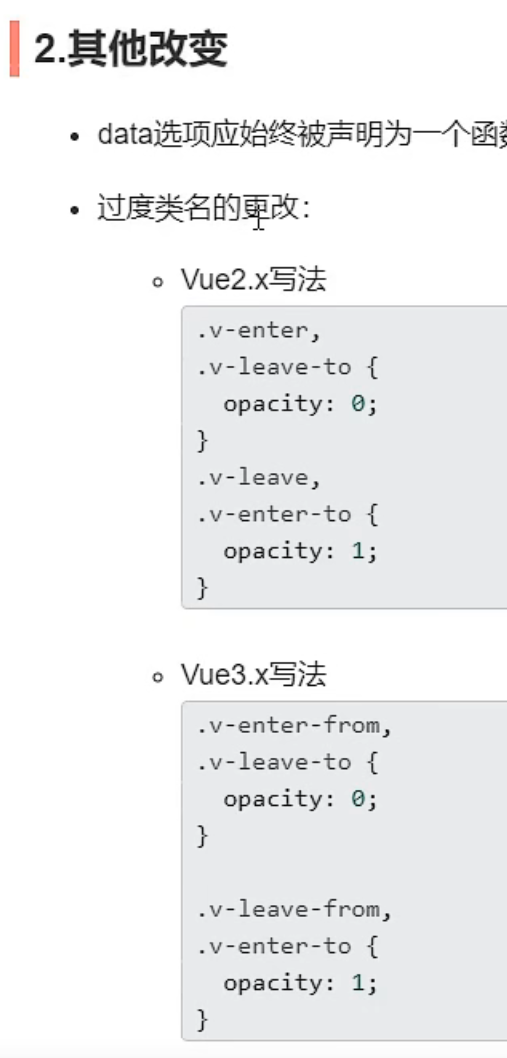 2.其他改变
data选项应始终被声明为一个函
过度类名的更改：
Vue2.x写法
.v-enter,
.v-leave-to {
  opacity: 0;
}
.v-leave,
.v-enter-to {
  opacity: 1;
}
Vue3.x写法
.v-enter-from,
.v-leave-to {
  opacity: 0;
}
.v-leave-from,
.v-enter-to {
  opacity: 1;
}